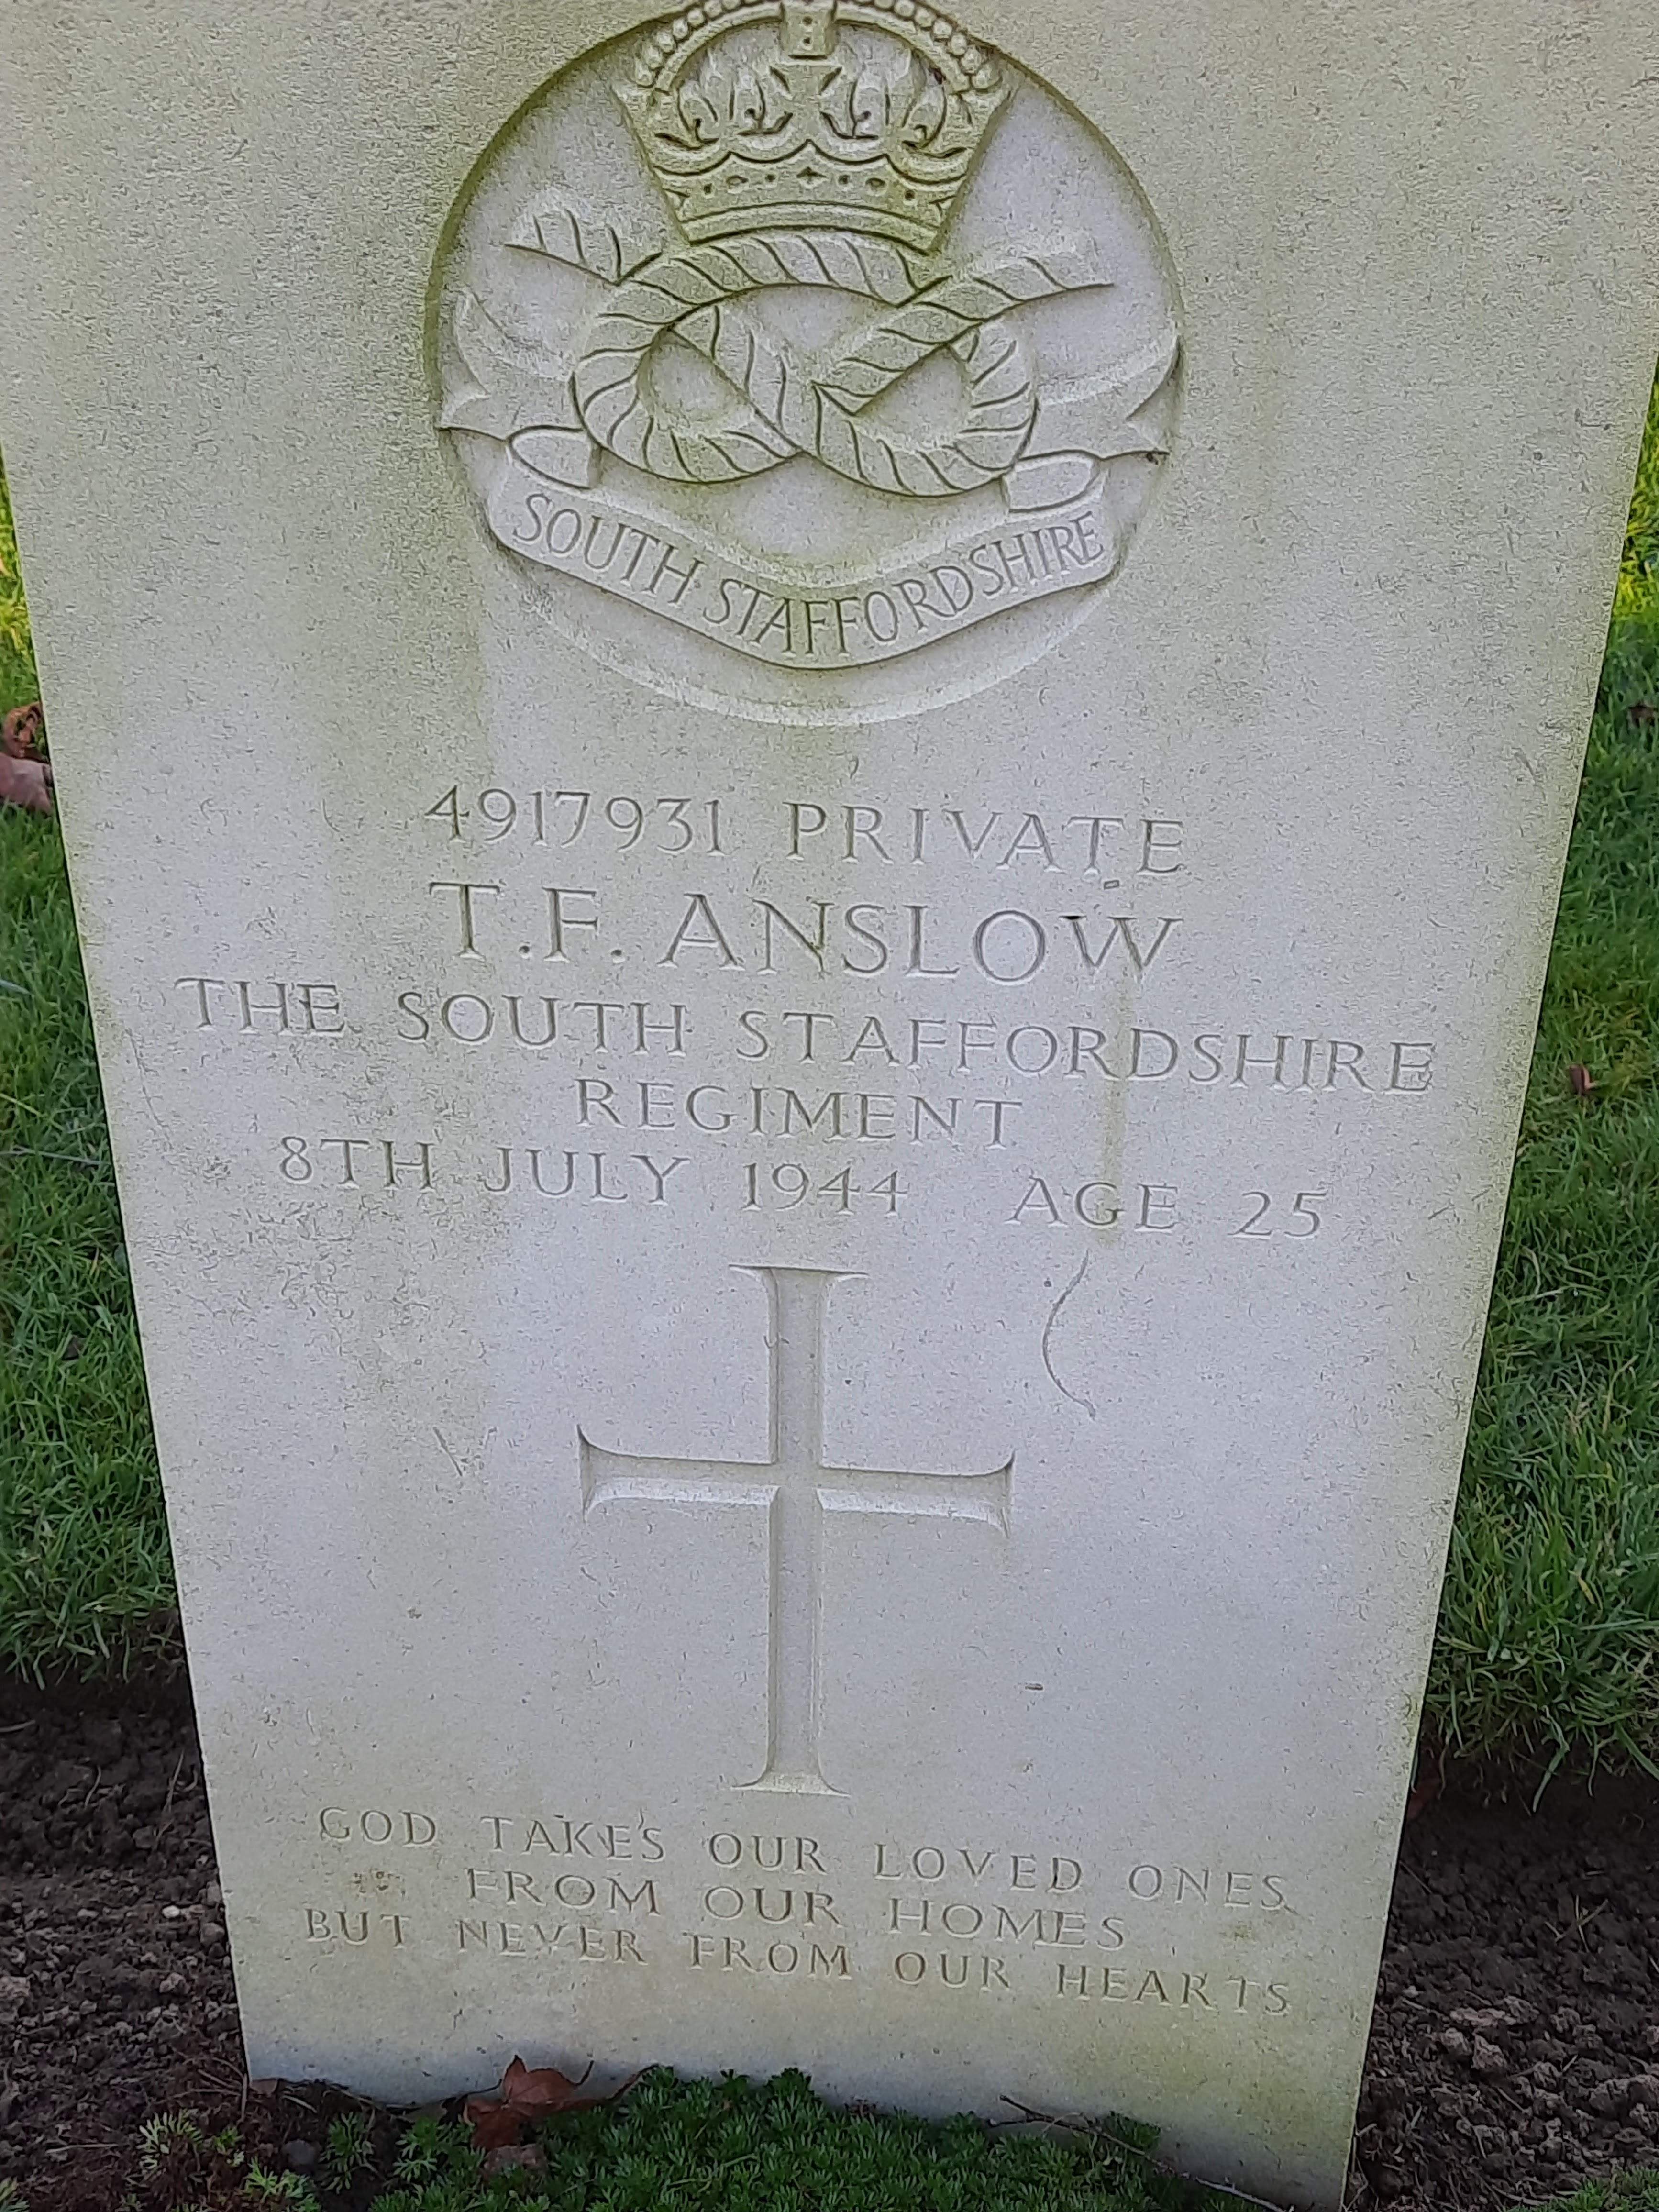 SOUTH STAFFORDSHIRE
4917931 PRIVATE
T.F. ANSLOW
THE SOUTH STAFFORDSHIRE
REGIMENT
8TH JULY 1944 AGE 25
GOD TAKES OUR LOVED ONES
FROM OUR HOMES
BUT NEVER FROM OUR HEARTS